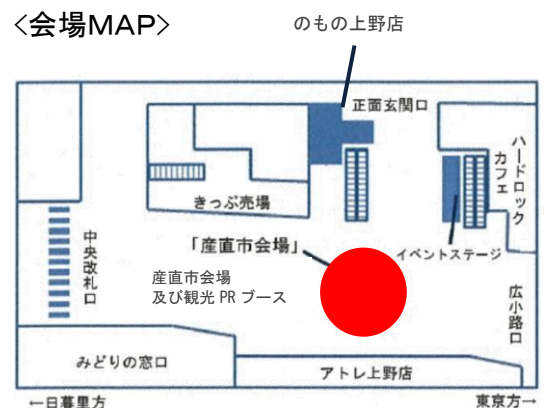 <会場MAP>
のもの上野店
正面玄関口
ハードロック
カフェ
きっぷ売場
「産直市会場」
イベントステージ
中央改札口
産直市会場
及び観光 PR ブース
広小路口
みどりの窓口
アトレ上野店
←日暮里方
東京方→